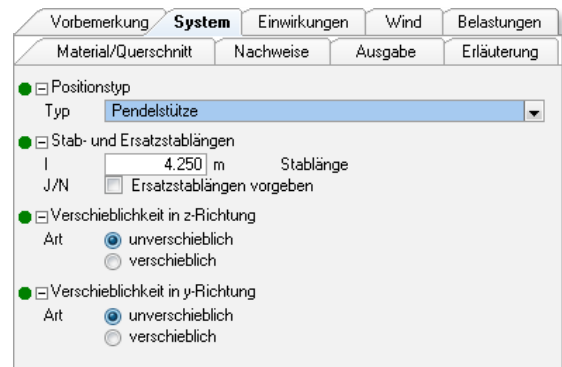 Vorbemerkung System Einwirkungen Wind Belastungen
Material/Querschnitt Nachweise Ausgabe Erläuterung
Positionstyp
Typ Pendelstütze
Stab- und Ersatzstablängen
l 4.250 m Stablänge
J/N Ersatzstablängen vorgeben
Verschieblichkeit in z-Richtung
Art unverschieblich
verschieblich
Verschieblichkeit in y-Richtung
Art unverschieblich
verschieblich